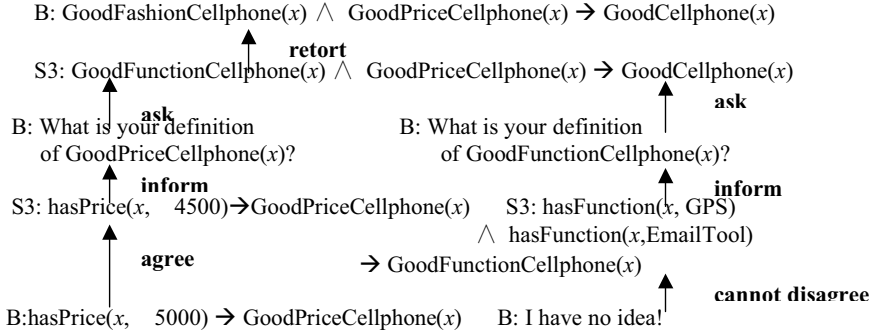 B: GoodFashionCellphone(x) ∧ GoodPriceCellphone(x) → GoodCellphone(x)
retort
S3: GoodFunctionCellphone(x) ∧ GoodPriceCellphone(x) → GoodCellphone(x)
ask
ask
B: What is your definition
of GoodPriceCellphone(x)?
B: What is your definition
of GoodFunctionCellphone(x)?
inform
inform
S3: hasPrice(x, 4500)→GoodPriceCellphone(x)
S3: hasFunction(x, GPS)
∧ hasFunction(x,EmailTool)
→ GoodFunctionCellphone(x)
agree
cannot disagree
B:hasPrice(x, 5000) → GoodPriceCellphone(x)
B: I have no idea!